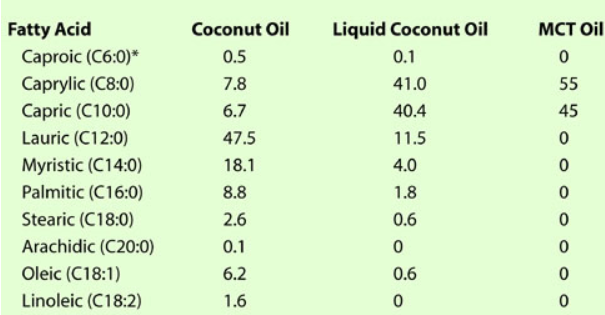 Fatty Acid Coconut Oil Liquid Coconut Oil MCT Oil
Caproic (C6:0)* 0.5 0.1 0
Caprylic (C8:0) 7.8 41.0 55
Capric (C10:0) 6.7 40.4 45
Lauric (C12:0) 47.5 11.5 0
Myristic (C14:0) 18.1 4.0 0
Palmitic (C16:0) 8.8 1.8 0
Stearic (C18:0) 2.6 0.6 0
Arachidic (C20:0) 0.1 0 0
Oleic (C18:1) 6.2 0.6 0
Linoleic (C18:2) 1.6 0 0